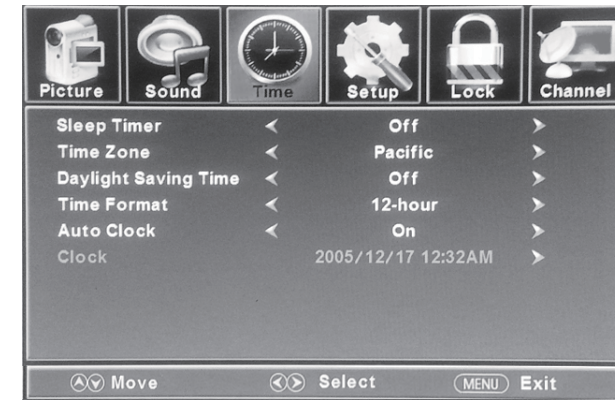 Picture Sound Time Setup Lock Channel
Sleep Timer Off
Time Zone Pacific
Daylight Saving Time Off
Time Format 12-hour
Auto Clock On
Clock 2005/12/17 12:32AM
Move Select MENU Exit